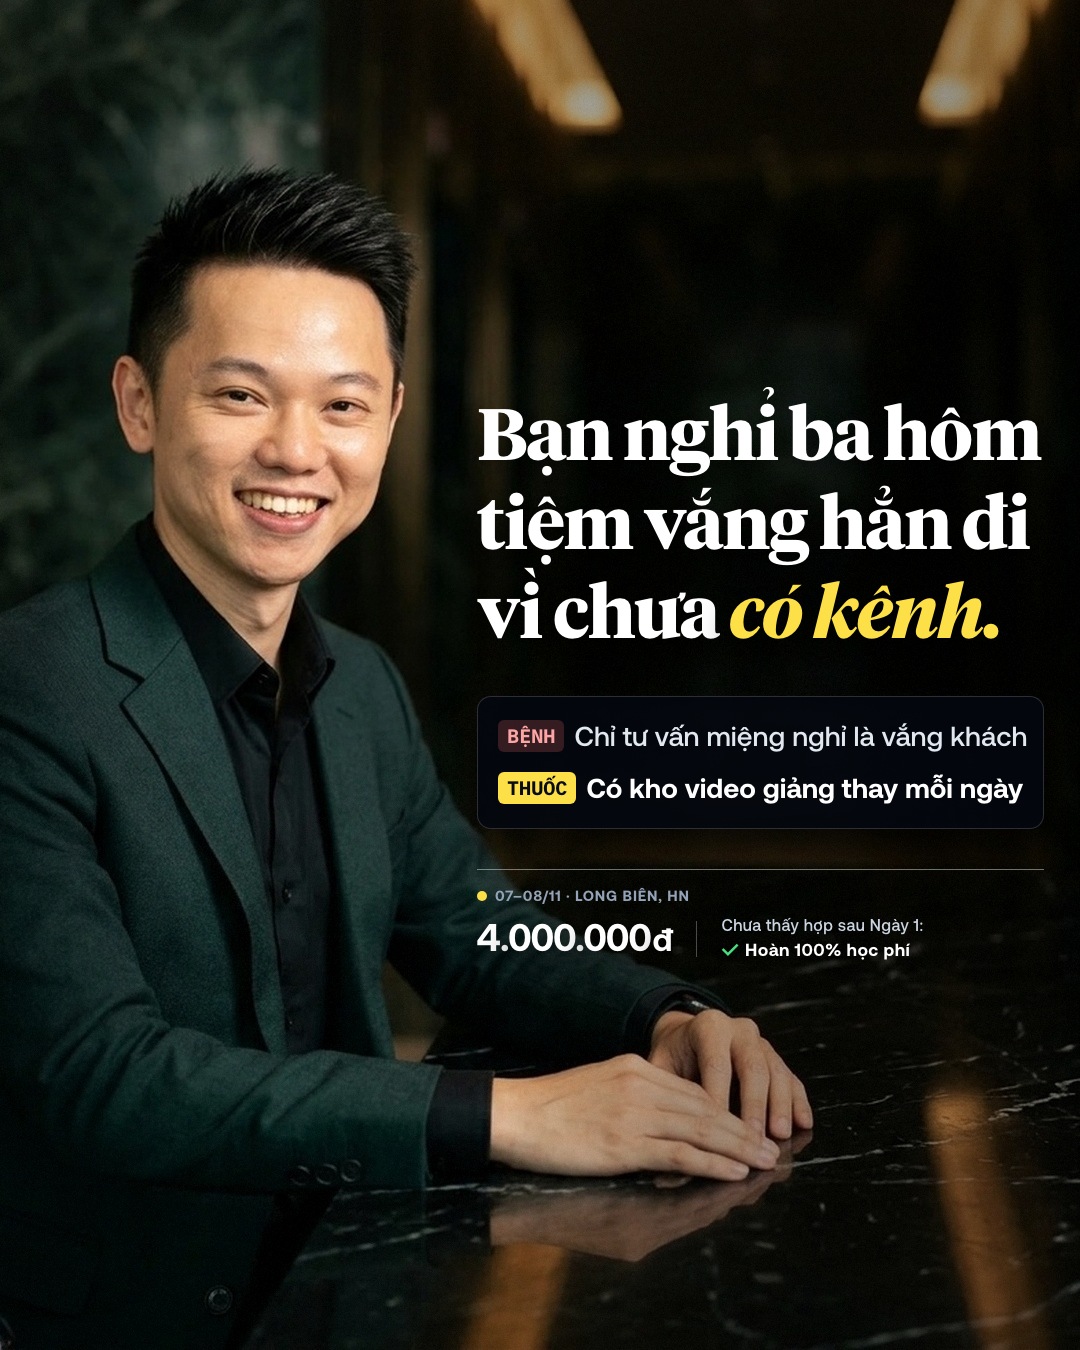 Bạn nghỉ ba hôm
tiệm vắng hẳn đi
vì chưa có kênh.
BỆNH Chỉ tư vấn miệng nghỉ là vắng khách
THUỐC Có kho video giảng thay mỗi ngày
07–08/11 · LONG BIÊN, HN
4.000.000đ
Chưa thấy hợp sau Ngày 1:
✓ Hoàn 100% học phí